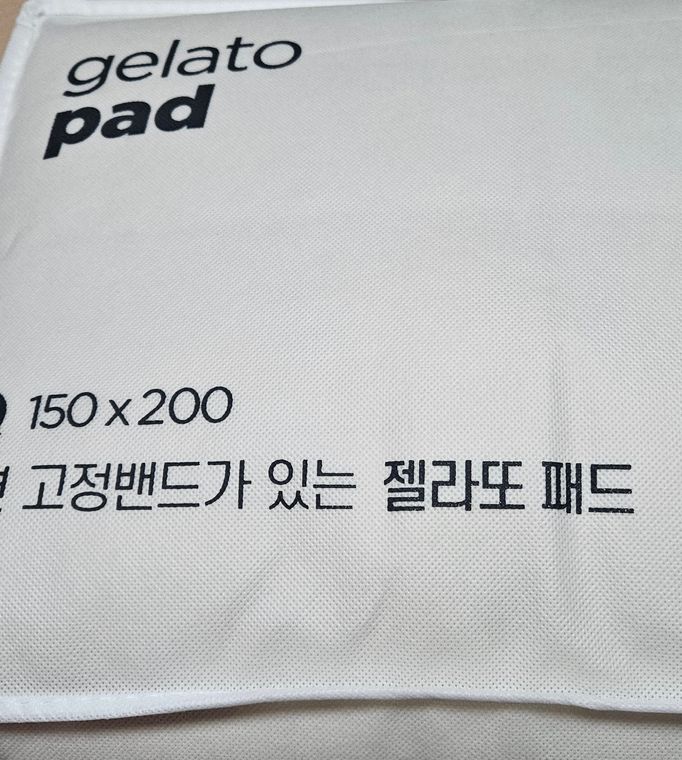 gelato
pad
150 x 200
고정밴드가 있는 젤라또 패드